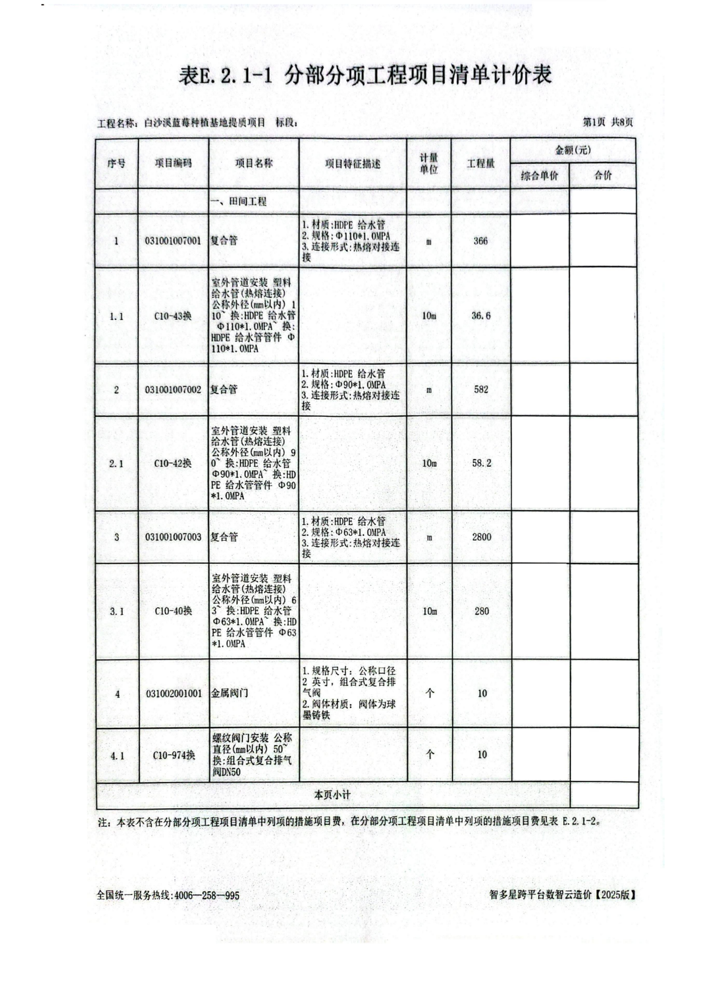 表E.2.1-1 分部分项工程项目清单计价表
工程名称：白沙溪蓝莓种植基地提质项目 标段：
第1页 共8页
序号
项目编码
项目名称
项目特征描述
计量
单位
工程量
金额(元)
综合单价
合价
一、田间工程
1
031001007001
复合管
1.材质:HDPE 给水管
2.规格:Φ110*1.0MPA
3.连接形式:热熔对接连
接
m
366
1.1
C10-43换
室外管道安装 塑料
给水管(热熔连接)
公称外径(mm以内) 1
10~ 换:HDPE 给水管
Φ110*1.0MPA~ 换:
HDPE 给水管管件 Φ
110*1.0MPA
10m
36.6
2
031001007002
复合管
1.材质:HDPE 给水管
2.规格:Φ90*1.0MPA
3.连接形式:热熔对接连
接
m
582
2.1
C10-42换
室外管道安装 塑料
给水管(热熔连接)
公称外径(mm以内) 9
0~ 换:HDPE 给水管
Φ90*1.0MPA~ 换:HD
PE 给水管管件 Φ90
*1.0MPA
10m
58.2
3
031001007003
复合管
1.材质:HDPE 给水管
2.规格:Φ63*1.0MPA
3.连接形式:热熔对接连
接
m
2800
3.1
C10-40换
室外管道安装 塑料
给水管(热熔连接)
公称外径(mm以内) 6
3~ 换:HDPE 给水管
Φ63*1.0MPA~ 换:HD
PE 给水管管件 Φ63
*1.0MPA
10m
280
4
031002001001
金属阀门
1.规格尺寸：公称口径
2 英寸，组合式复合排
气阀
2.阀体材质：阀体为球
墨铸铁
个
10
4.1
C10-974换
螺纹阀门安装 公称
直径(mm以内) 50~
换:组合式复合排气
阀DN50
个
10
本页小计
注：本表不含在分部分项工程项目清单中列项的措施项目费，在分部分项工程项目清单中列项的措施项目费见表 E.2.1-2。
全国统一服务热线:4006—258—995
智多星跨平台数智云造价【2025版】